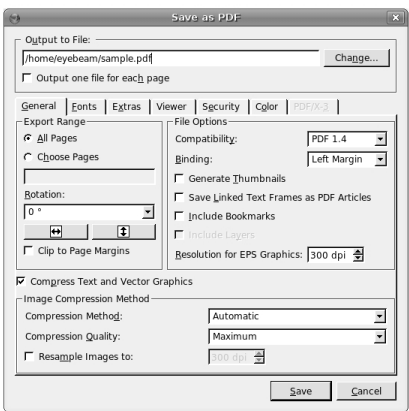 Save as PDF
Output to File:
/home/eyebeam/sample.pdf
Change...
Output one file for each page
General Fonts Extras Viewer Security Color PDF/X-3
Export Range
All Pages
Choose Pages
Rotation:
0 °
Clip to Page Margins
File Options
Compatibility: PDF 1.4
Binding: Left Margin
Generate Thumbnails
Save Linked Text Frames as PDF Articles
Include Bookmarks
Include Layers
Resolution for EPS Graphics: 300 dpi
Compress Text and Vector Graphics
Image Compression Method
Compression Method: Automatic
Compression Quality: Maximum
Resample Images to: 300 dpi
Save Cancel